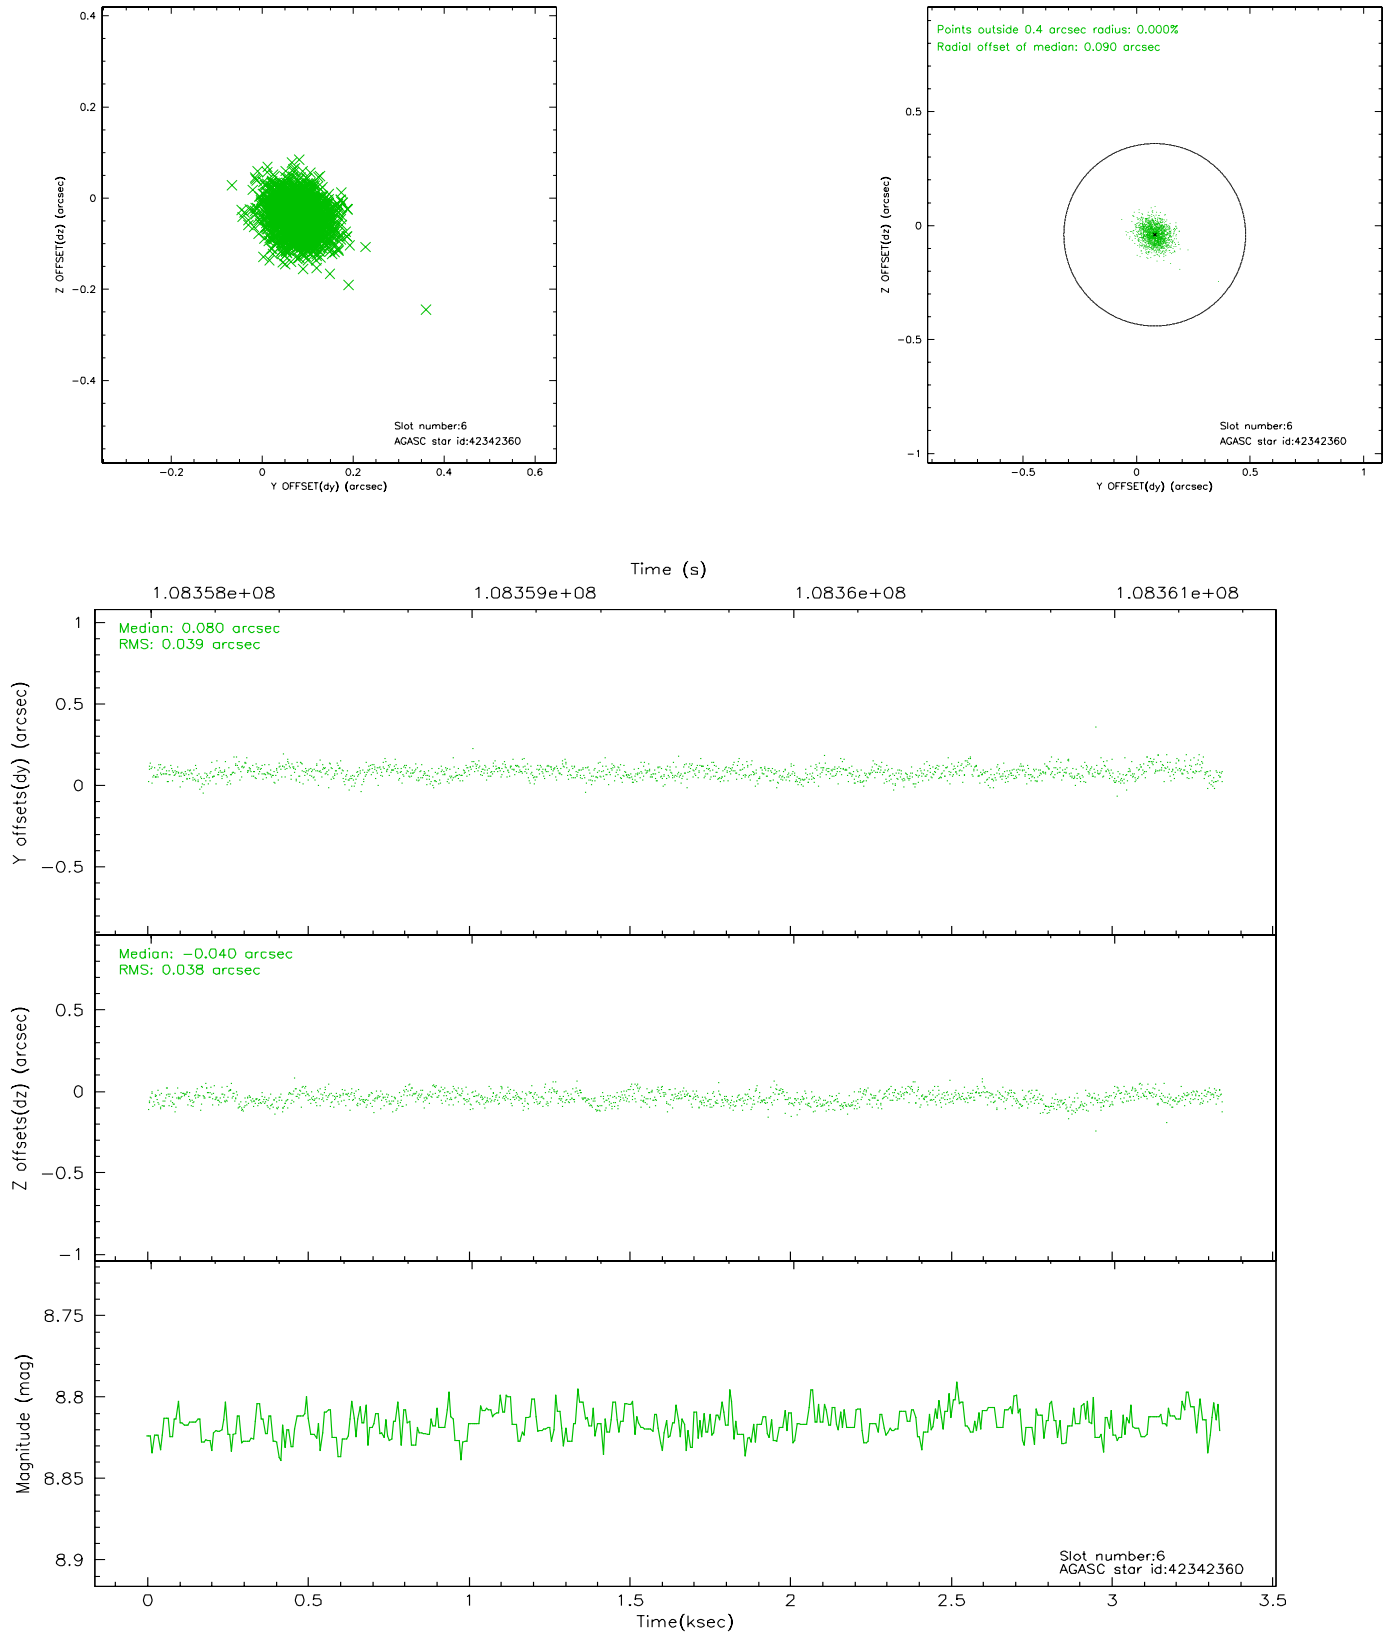 0.4
0.2
0
−0.2
−0.4
Z OFFSET(dz) (arcsec)
Slot number:6
AGASC star id:42342360
−0.2 0 0.2 0.4 0.6
Y OFFSET(dy) (arcsec)
Points outside 0.4 arcsec radius: 0.000%
Radial offset of median: 0.090 arcsec
0.5
0
−0.5
−1
Z OFFSET(dz) (arcsec)
Slot number:6
AGASC star id:42342360
−0.5 0 0.5 1
Y OFFSET(dy) (arcsec)
Time (s)
1.08358e+08 1.08359e+08 1.0836e+08 1.08361e+08
Median: 0.080 arcsec
RMS: 0.039 arcsec
1
0.5
0
−0.5
Y offsets(dy) (arcsec)
Median: −0.040 arcsec
RMS: 0.038 arcsec
0.5
0
−0.5
−1
Z offsets(dz) (arcsec)
8.75
8.8
8.85
8.9
Magnitude (mag)
Slot number:6
AGASC star id:42342360
0 0.5 1 1.5 2 2.5 3 3.5
Time(ksec)